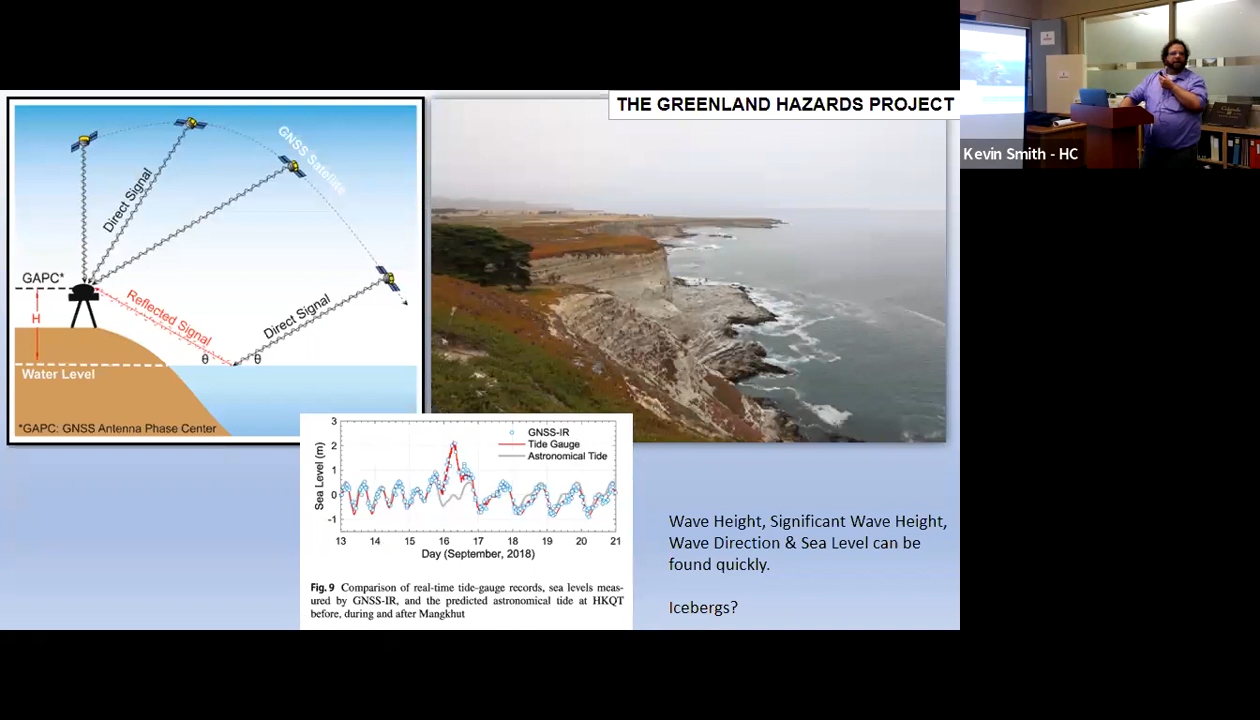 THE GREENLAND HAZARDS PROJECT
Kevin Smith - HC
GNSS Satellite
Direct Signal
GAPC*
H
Reflected Signal
Direct Signal
θ θ
Water Level
*GAPC: GNSS Antenna Phase Center
3
2
1
0
-1
Sea Level (m)
GNSS-IR
Tide Gauge
Astronomical Tide
13 14 15 16 17 18 19 20 21
Day (September, 2018)
Fig. 9 Comparison of real-time tide-gauge records, sea levels meas-
ured by GNSS-IR, and the predicted astronomical tide at HKQT
before, during and after Mangkhut
Wave Height, Significant Wave Height,
Wave Direction & Sea Level can be
found quickly.
Icebergs?